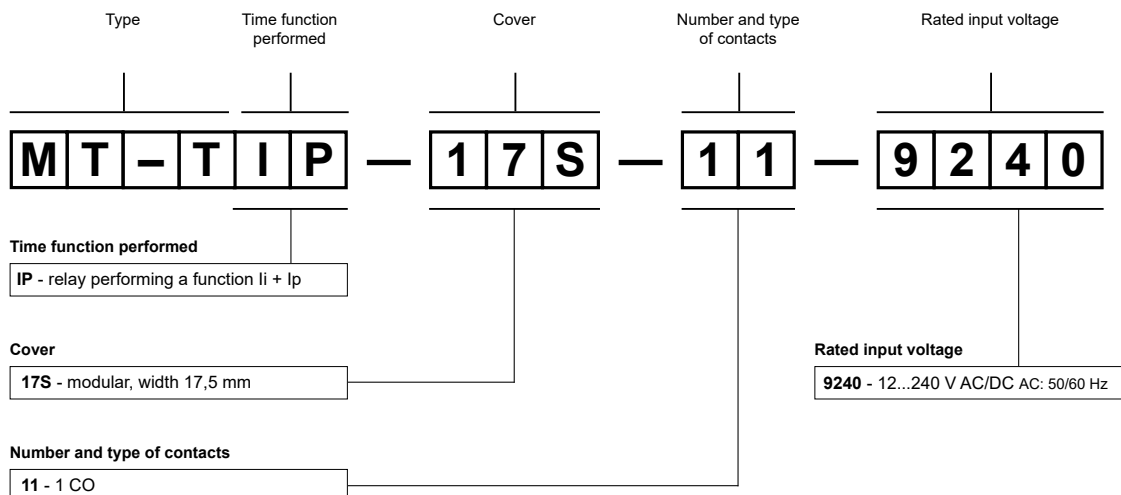 Type
Time function
performed
Cover
Number and type
of contacts
Rated input voltage
MT–TIP — 17S — 11 — 9240
Time function performed
IP - relay performing a function Ii + Ip
Cover
17S - modular, width 17,5 mm
Rated input voltage
9240 - 12...240 V AC/DC AC: 50/60 Hz
Number and type of contacts
11 - 1 CO